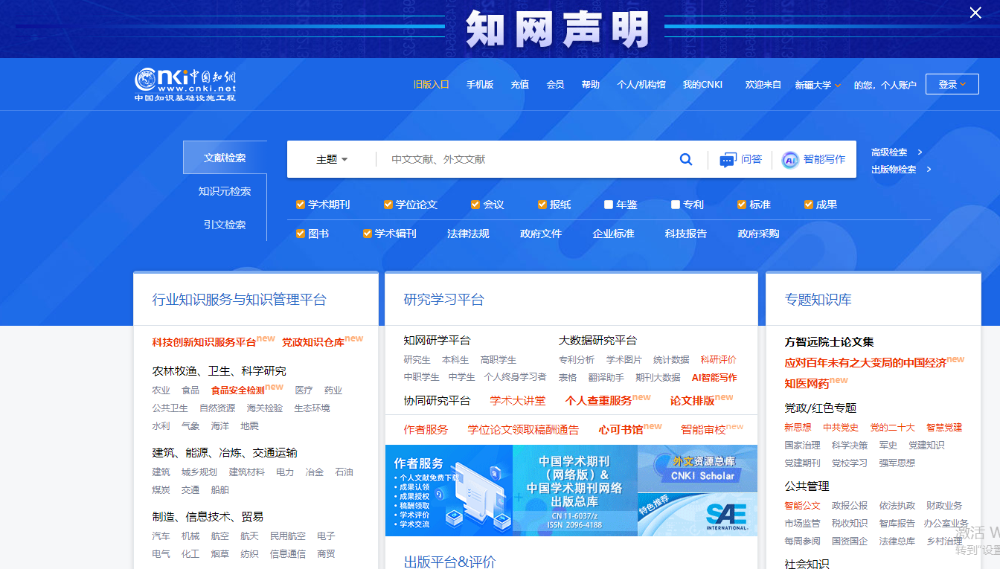 知网声明
cnki中国知网
www.cnki.net
中国知识基础设施工程
旧版入口 手机版 充值 会员 帮助 个人/机构馆 我的CNKI 欢迎来自 新疆大学 的您，个人账户 登录
文献检索
知识元检索
引文检索
主题 中文文献、外文文献 问答 AI 智能写作
高级检索 >
出版物检索 >
学术期刊 学位论文 会议 报纸 年鉴 专利 标准 成果
图书 学术辑刊 法律法规 政府文件 企业标准 科技报告 政府采购
行业知识服务与知识管理平台
科技创新知识服务平台new 党政知识仓库new
农林牧渔、卫生、科学研究
农业 食品 食品安全检测new 医疗 药业
公共卫生 自然资源 海关检验 生态环境
水利 气象 海洋 地震
建筑、能源、冶炼、交通运输
建筑 城乡规划 建筑材料 电力 冶金 石油
煤炭 交通 船舶
制造、信息技术、贸易
汽车 机械 航空 航天 民用航空 电子
电气 化工 烟草 纺织 信息通信 商贸
研究学习平台
知网研学平台
研究生 本科生 高职学生
中职学生 中学生 个人终身学习者
大数据研究平台
专利分析 学术图片 统计数据 科研评价
表格 翻译助手 期刊大数据 AI智能写作
协同研究平台 学术大讲堂 个人查重服务new 论文排版new
作者服务 学位论文领取稿酬通告 心可书馆new 智能审校new
作者服务
• 个人文献免费下载
• 成果认领
• 成果授权
• 稿酬领取
• 学术评价
• 学术交流
中国学术期刊
（网络版）&
中国学术期刊网络
出版总库
CN 11-6037/z
ISSN 2096-4188
外文资源总库
CNKI Scholar
特色推荐
SAE
INTERNATIONAL.
出版平台&评价
专题知识库
方智远院士论文集
应对百年未有之大变局的中国经济new
知医网药new
党政/红色专题
新思想 中共党史 党的二十大 智慧党建
国家治理 科学决策 军史 党建知识
党建期刊 党校学习 强军思想
公共管理
智能公文 政报公报 依法执政 财政业务
市场监管 税收知识 智库报告 办公室业务
每周参阅 国资国企 法律总库 乡村治理
社会知识
激活 W
转到"设置